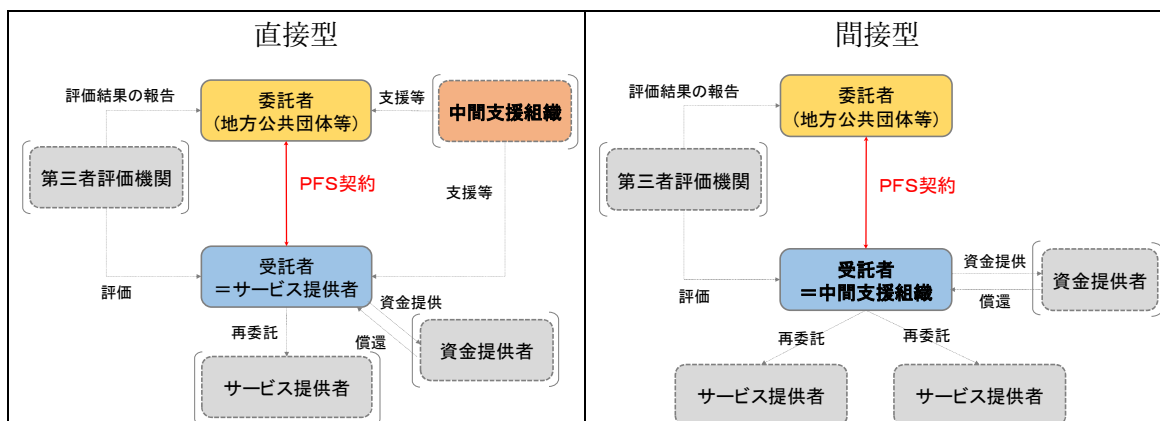 直接型
評価結果の報告
委託者
(地方公共団体等)
支援等
中間支援組織
第三者評価機関
PFS契約
支援等
評価
受託者
=サービス提供者
資金提供
償還
再委託
資金提供者
サービス提供者
間接型
評価結果の報告
委託者
(地方公共団体等)
第三者評価機関
PFS契約
評価
受託者
=中間支援組織
資金提供
償還
資金提供者
再委託
再委託
サービス提供者
サービス提供者